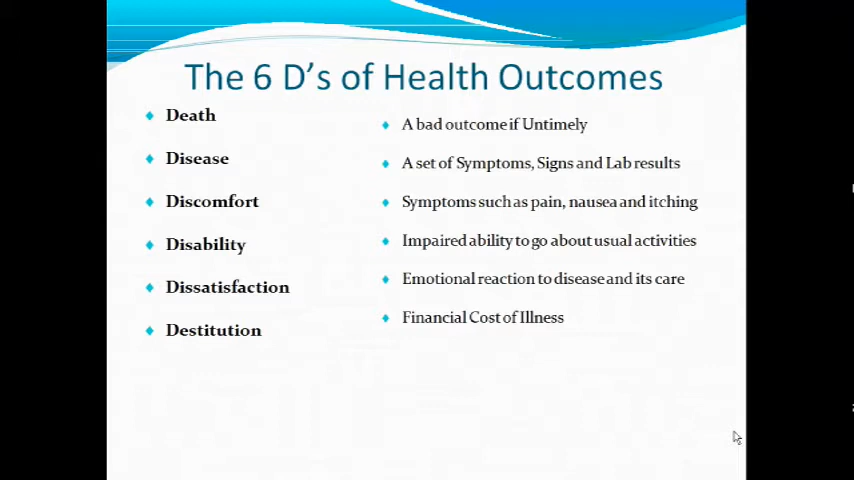 The 6 D's of Health Outcomes
Death
Disease
Discomfort
Disability
Dissatisfaction
Destitution
A bad outcome if Untimely
A set of Symptoms, Signs and Lab results
Symptoms such as pain, nausea and itching
Impaired ability to go about usual activities
Emotional reaction to disease and its care
Financial Cost of Illness